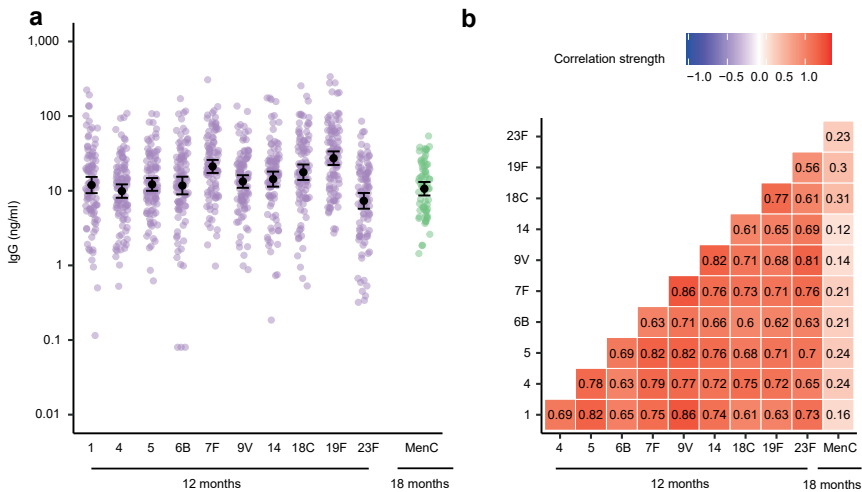 a
1,000
100
10
1
0.1
0.01
IgG (ng/ml)
1 4 5 6B 7F 9V 14 18C 19F 23F MenC
12 months 18 months
b
Correlation strength
−1.0 −0.5 0.0 0.5 1.0
23F 0.23
19F 0.56 0.3
18C 0.77 0.61 0.31
14 0.61 0.65 0.69 0.12
9V 0.82 0.71 0.68 0.81 0.14
7F 0.86 0.76 0.73 0.71 0.76 0.21
6B 0.63 0.71 0.66 0.6 0.62 0.63 0.21
5 0.69 0.82 0.82 0.76 0.68 0.71 0.7 0.24
4 0.78 0.63 0.79 0.77 0.72 0.75 0.72 0.65 0.24
1 0.69 0.82 0.65 0.75 0.86 0.74 0.61 0.63 0.73 0.16
4 5 6B 7F 9V 14 18C 19F 23F MenC
12 months 18 months